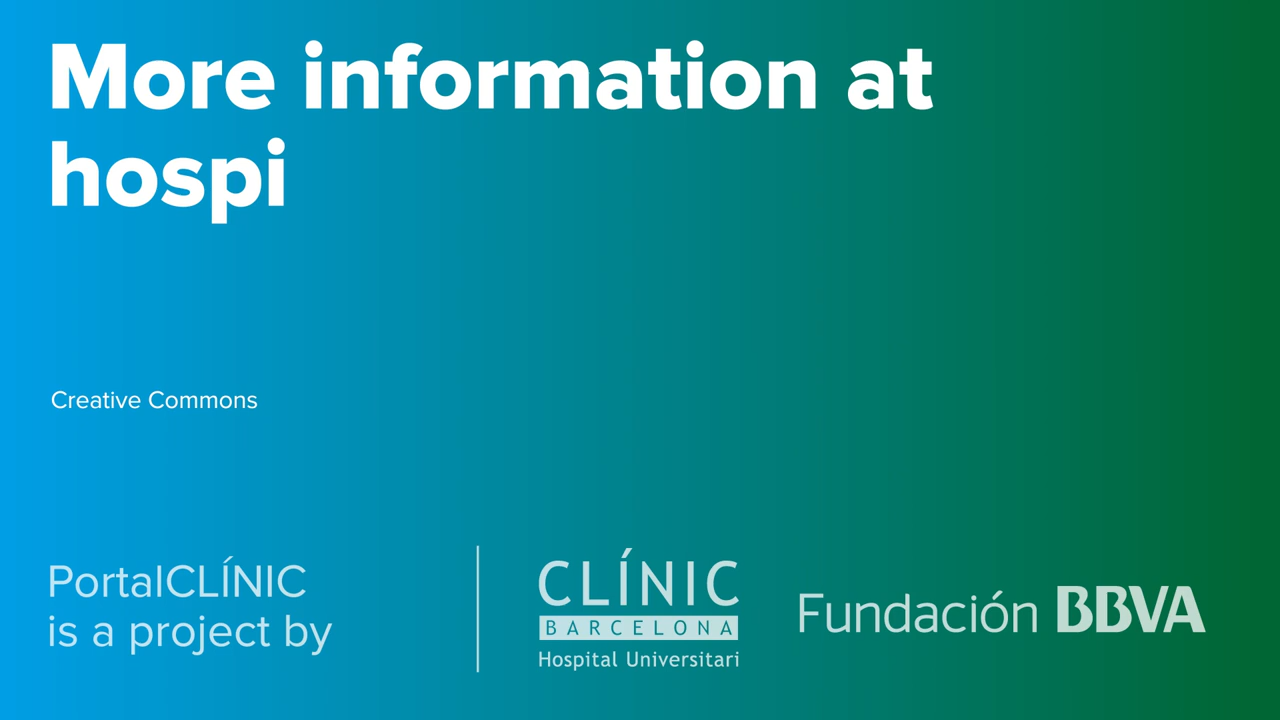 More information at
hospi
Creative Commons
PortalCLÍNIC
is a project by
CLÍNIC
BARCELONA
Hospital Universitari
Fundación BBVA